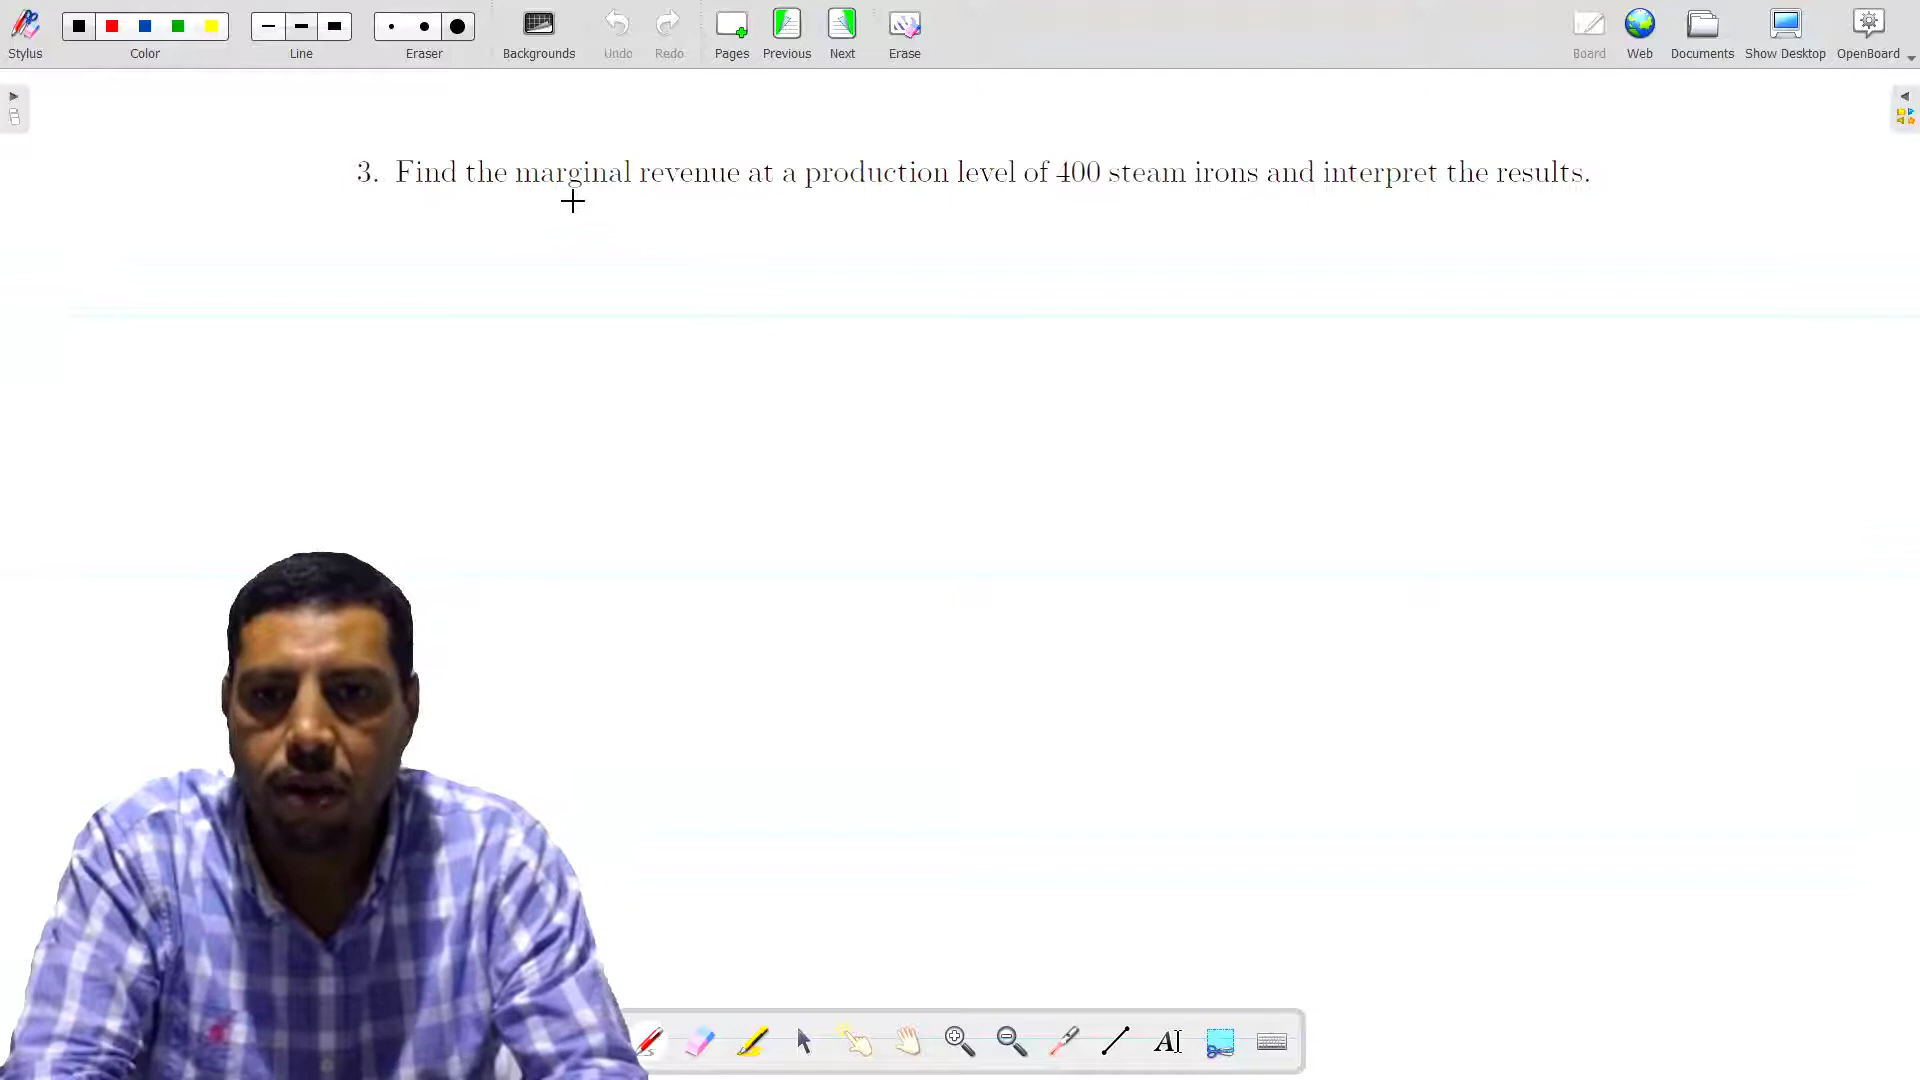 Stylus
Color
Line
Eraser
Backgrounds
Undo
Redo
Pages
Previous
Next
Erase
Board
Web
Documents
Show Desktop
OpenBoard
3. Find the marginal revenue at a production level of 400 steam irons and interpret the results.